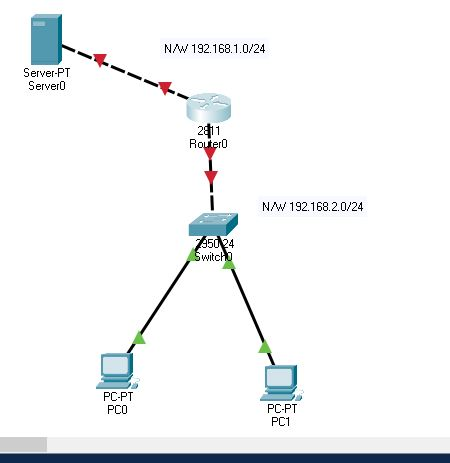 N/W 192.168.1.0/24
Server-PT
Server0
2811
Router0
N/W 192.168.2.0/24
2950-24
Switch0
PC-PT
PC0
PC-PT
PC1